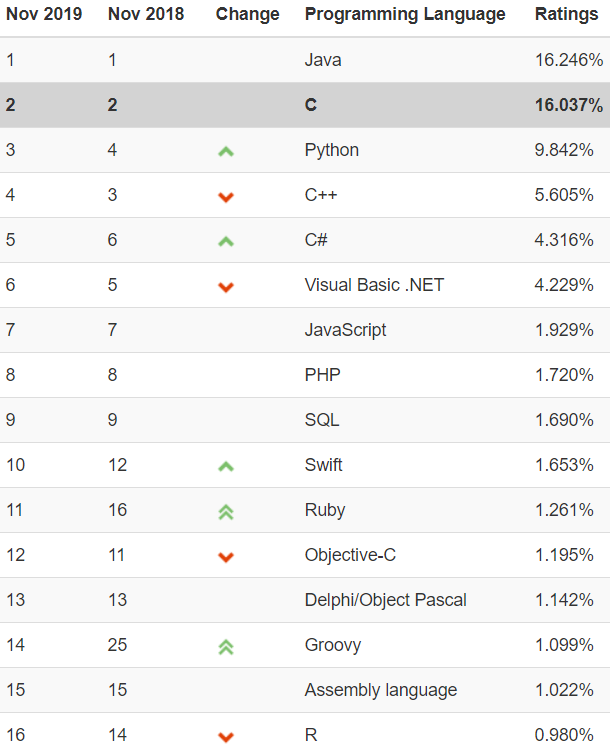 Nov 2019 Nov 2018 Change Programming Language Ratings
1 1 Java 16.246%
2 2 C 16.037%
3 4 Python 9.842%
4 3 C++ 5.605%
5 6 C# 4.316%
6 5 Visual Basic .NET 4.229%
7 7 JavaScript 1.929%
8 8 PHP 1.720%
9 9 SQL 1.690%
10 12 Swift 1.653%
11 16 Ruby 1.261%
12 11 Objective-C 1.195%
13 13 Delphi/Object Pascal 1.142%
14 25 Groovy 1.099%
15 15 Assembly language 1.022%
16 14 R 0.980%